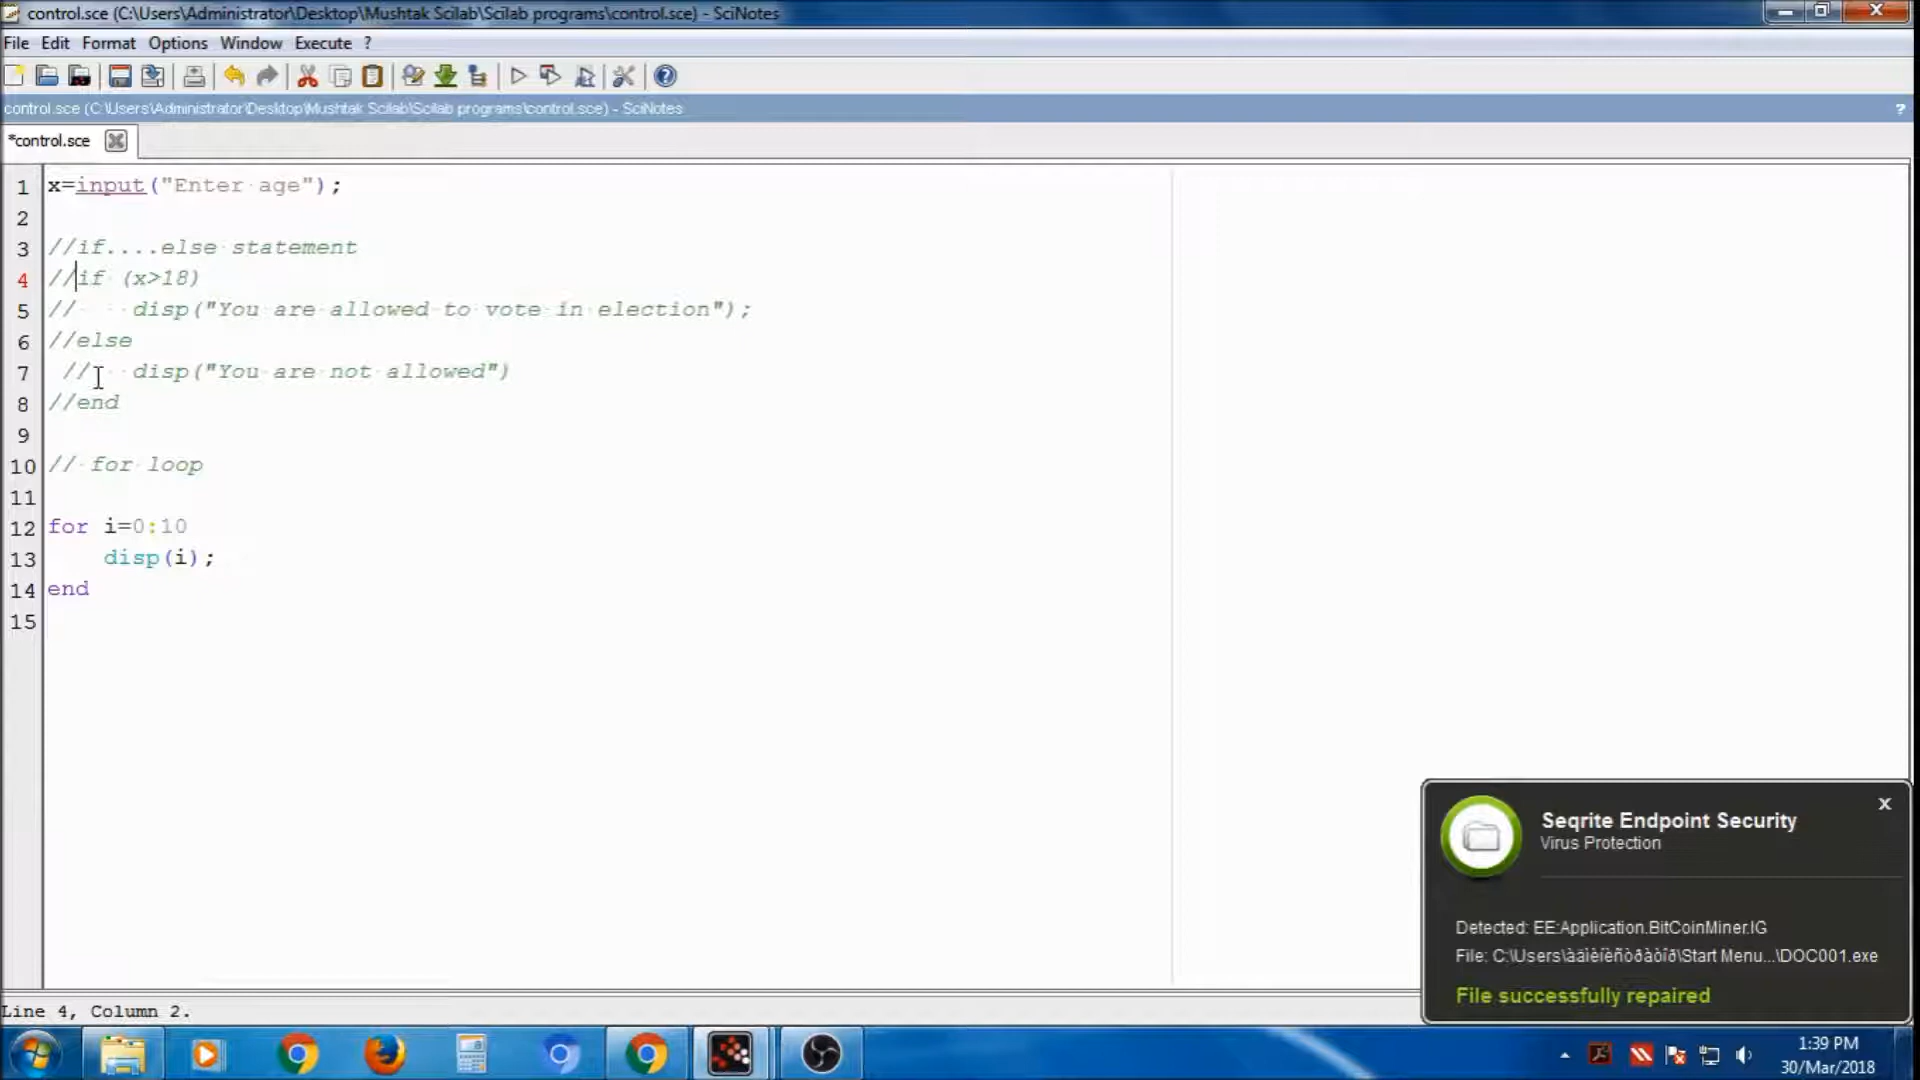 control.sce (C:\Users\Administrator\Desktop\Mushtak Scilab\Scilab programs\control.sce) - SciNotes
File Edit Format Options Window Execute ?
control.sce (C:\Users\Administrator\Desktop\Mushtak Scilab\Scilab programs\control.sce) - SciNotes ?
*control.sce
1 x=input("Enter age");
2
3 //if....else statement
4 //if (x>18)
5 // disp("You are allowed to vote in election");
6 //else
7 // disp("You are not allowed")
8 //end
9
10 // for loop
11
12 for i=0:10
13 disp(i);
14 end
15
Seqrite Endpoint Security x
Virus Protection
Detected: EE:Application.BitCoinMiner.IG
File: C:\Users\àäìèíèñòðàòîð\Start Menu...\DOC001.exe
File successfully repaired
Line 4, Column 2.
1:39 PM
30/Mar/2018